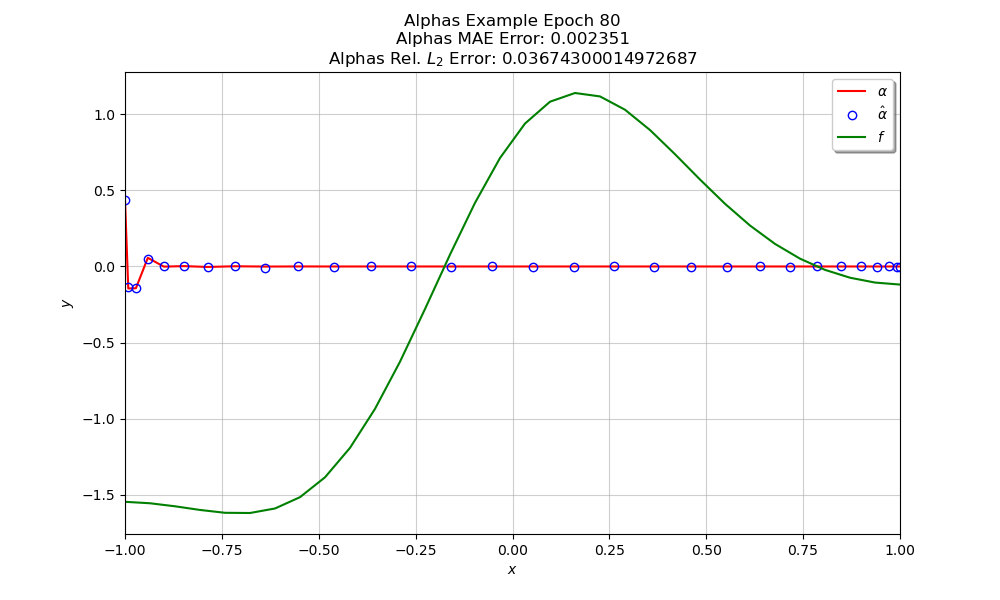 Alphas Example Epoch 80
Alphas MAE Error: 0.002351
Alphas Rel. L₂ Error: 0.03674300014972687
α
α̂
f
1.0
0.5
0.0
−0.5
−1.0
−1.5
y
−1.00 −0.75 −0.50 −0.25 0.00 0.25 0.50 0.75 1.00
x